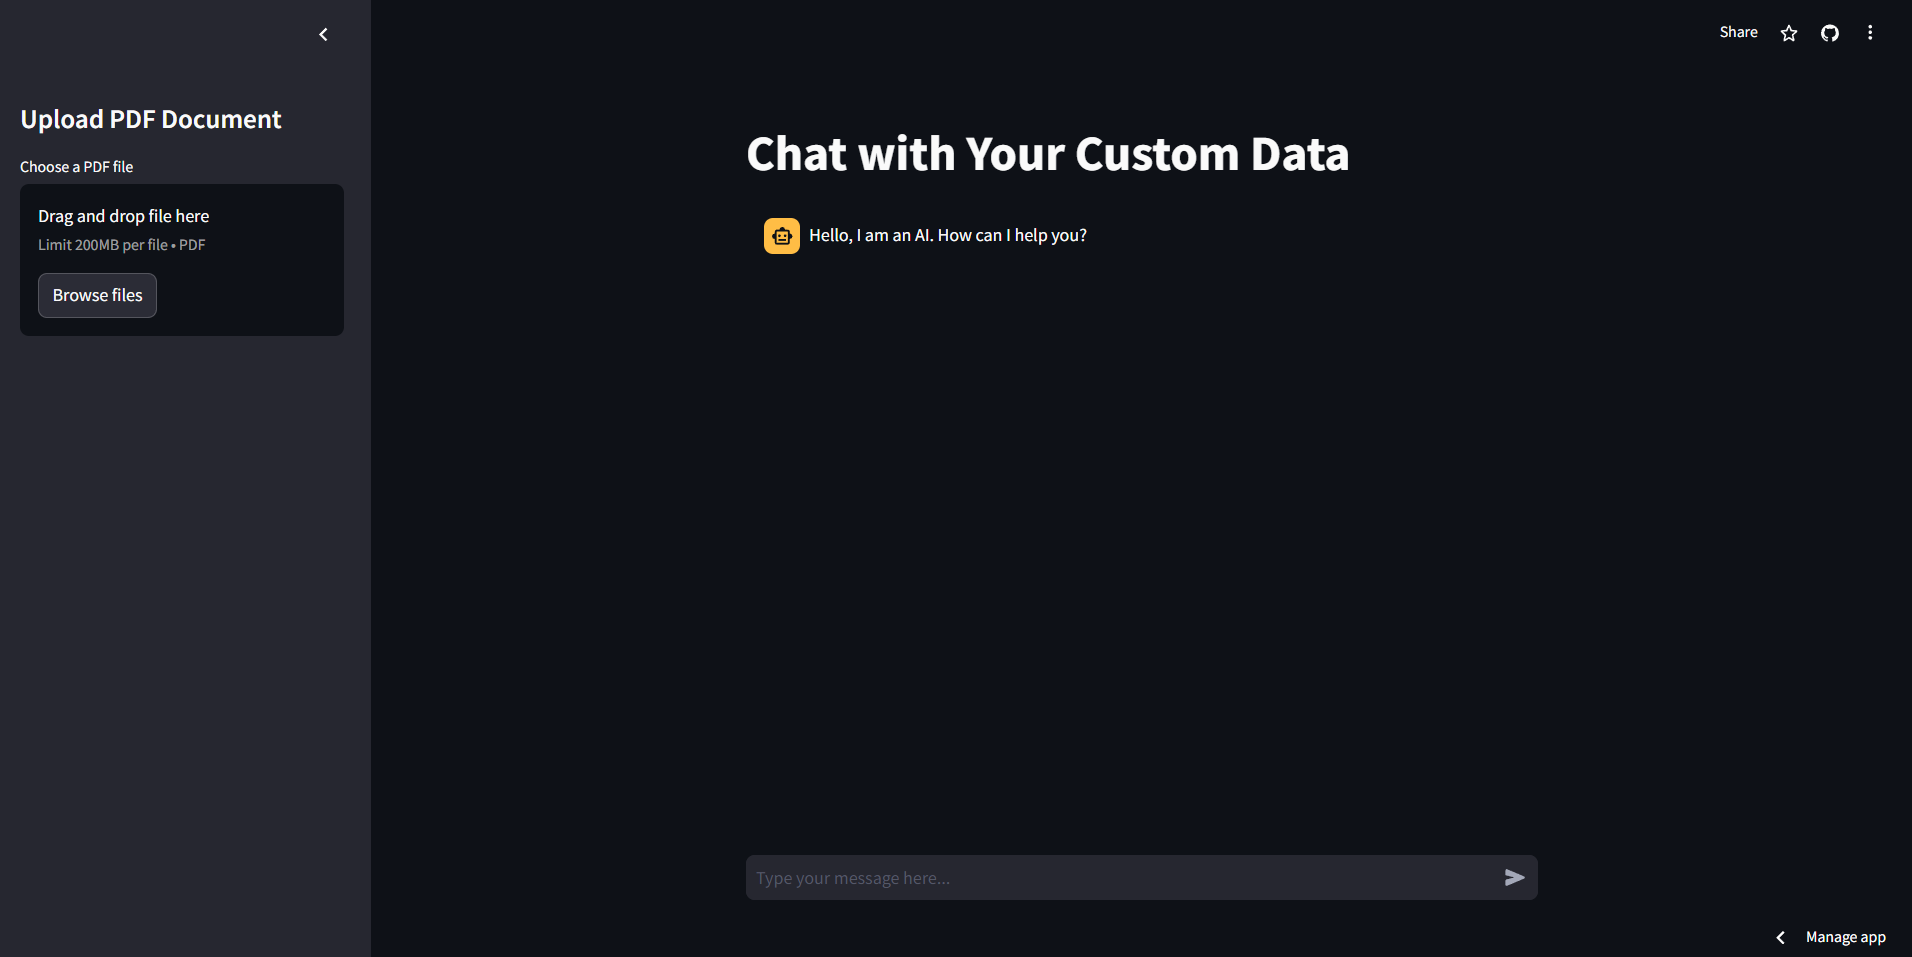 Upload PDF Document
Choose a PDF file
Drag and drop file here
Limit 200MB per file • PDF
Browse files
Share
Chat with Your Custom Data
Hello, I am an AI. How can I help you?
Type your message here...
Manage app